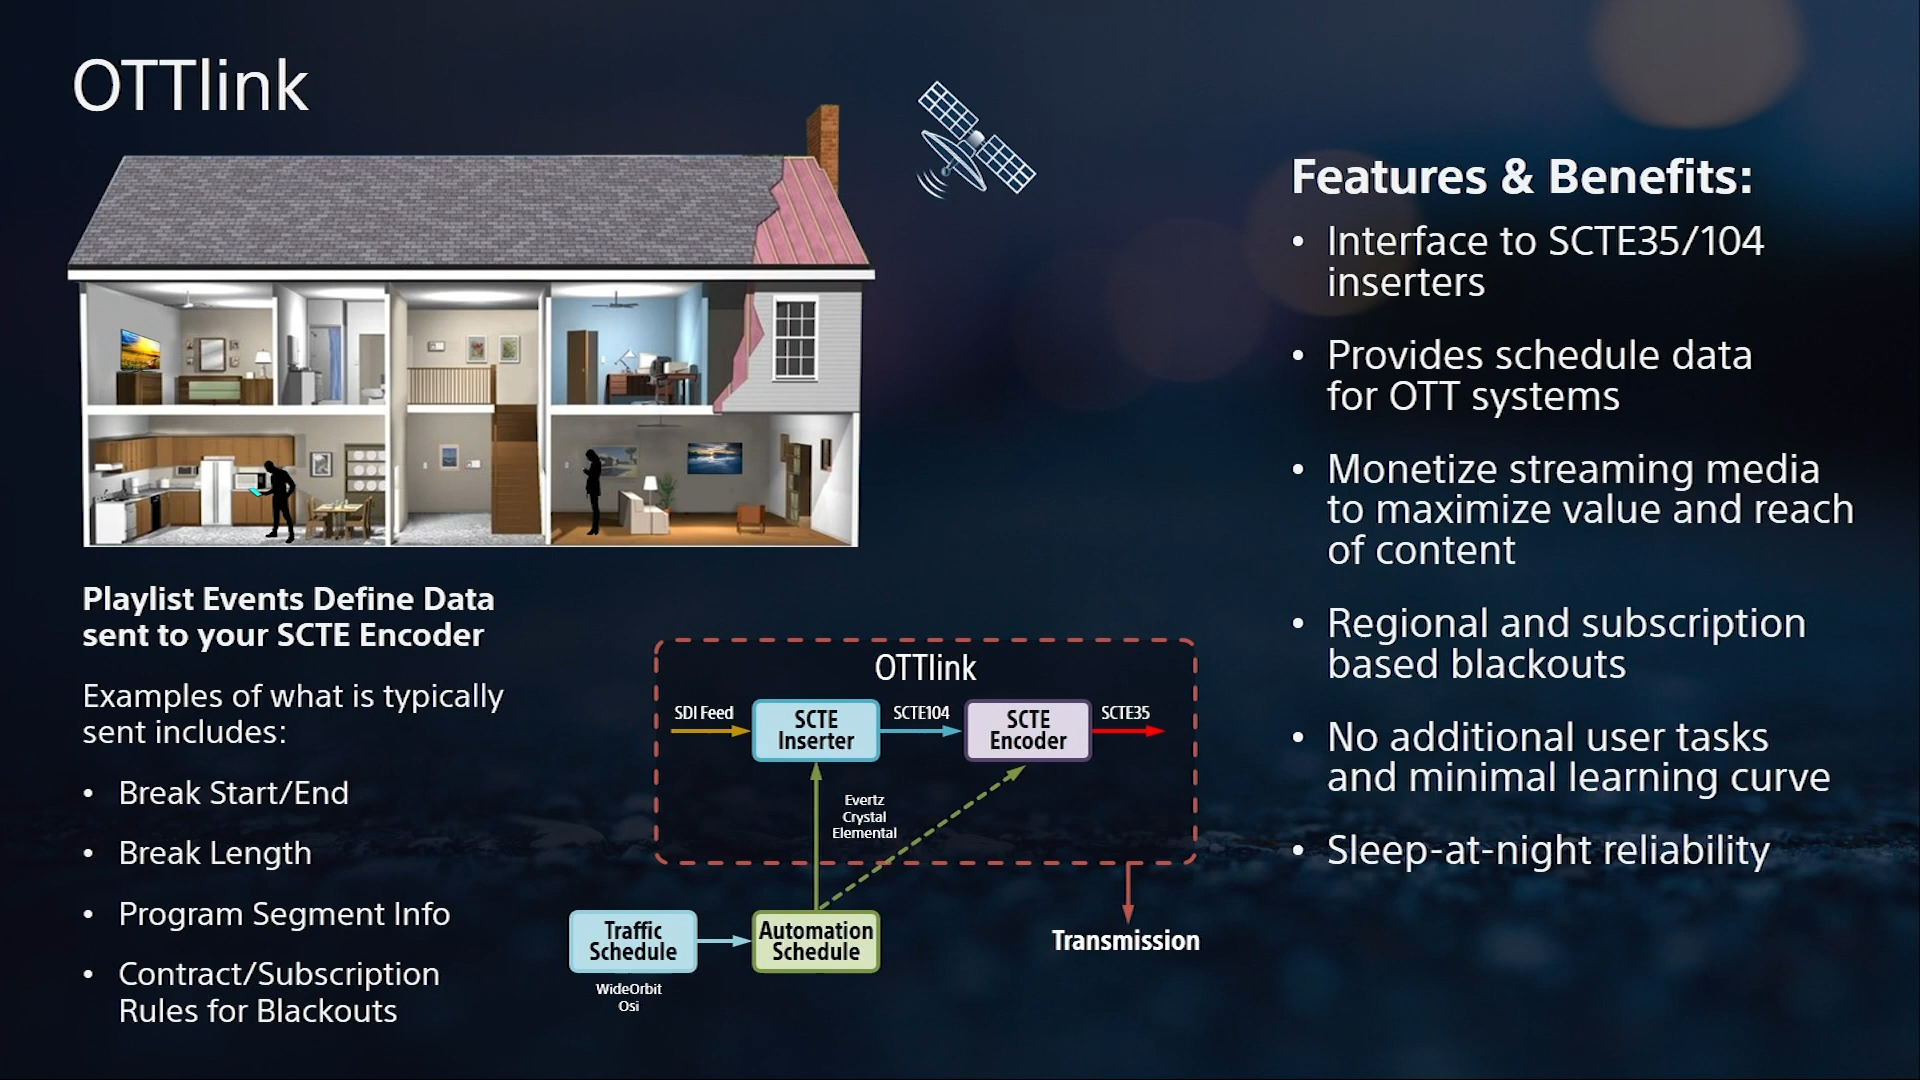 OTTlink
Playlist Events Define Data
sent to your SCTE Encoder
Examples of what is typically
sent includes:
• Break Start/End
• Break Length
• Program Segment Info
• Contract/Subscription
Rules for Blackouts
OTTlink
SDI Feed
SCTE
Inserter
SCTE104
SCTE
Encoder
SCTE35
Evertz
Crystal
Elemental
Traffic
Schedule
Automation
Schedule
WideOrbit
Osi
Transmission
Features & Benefits:
• Interface to SCTE35/104
inserters
• Provides schedule data
for OTT systems
• Monetize streaming media
to maximize value and reach
of content
• Regional and subscription
based blackouts
• No additional user tasks
and minimal learning curve
• Sleep-at-night reliability